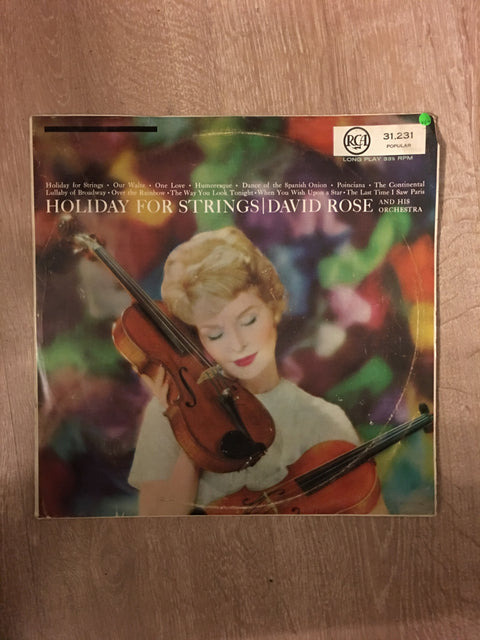 RCA
31,231
POPULAR
LONG PLAY 33⅓ RPM
Holiday for Strings • Our Waltz • One Love • Humoresque • Dance of the Spanish Onion • Poinciana • The Continental
Lullaby of Broadway • Over the Rainbow • The Way You Look Tonight • When You Wish Upon a Star • The Last Time I Saw Paris
HOLIDAY FOR STRINGS|DAVID ROSE AND HIS
ORCHESTRA